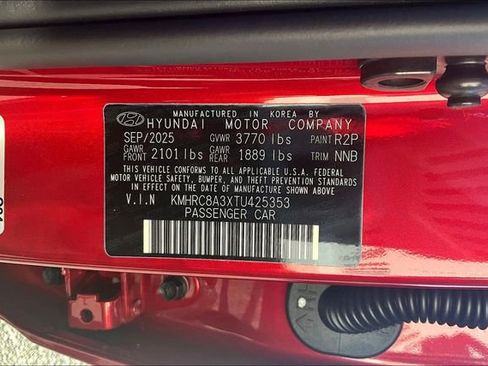 MANUFACTURED IN KOREA BY
HYUNDAI MOTOR COMPANY
SEP/2025 GVWR 3770 lbs PAINT R2P
GAWR FRONT 2101 lbs GAWR REAR 1889 lbs TRIM NNB
THIS VEHICLE CONFORMS TO ALL APPLICABLE U.S.A. FEDERAL
MOTOR VEHICLE SAFETY, BUMPER, AND THEFT PREVENTION STANDARDS
IN EFFECT ON THE DATE OF MANUFACTURE SHOWN ABOVE.
V.I.N KMHRC8A3XTU425353
PASSENGER CAR